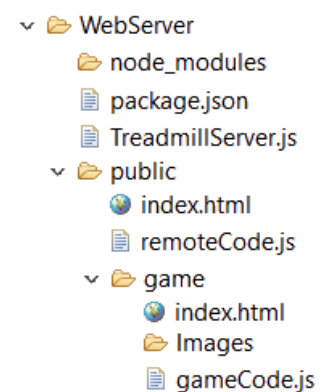 WebServer
node_modules
package.json
TreadmillServer.js
public
index.html
remoteCode.js
game
index.html
Images
gameCode.js